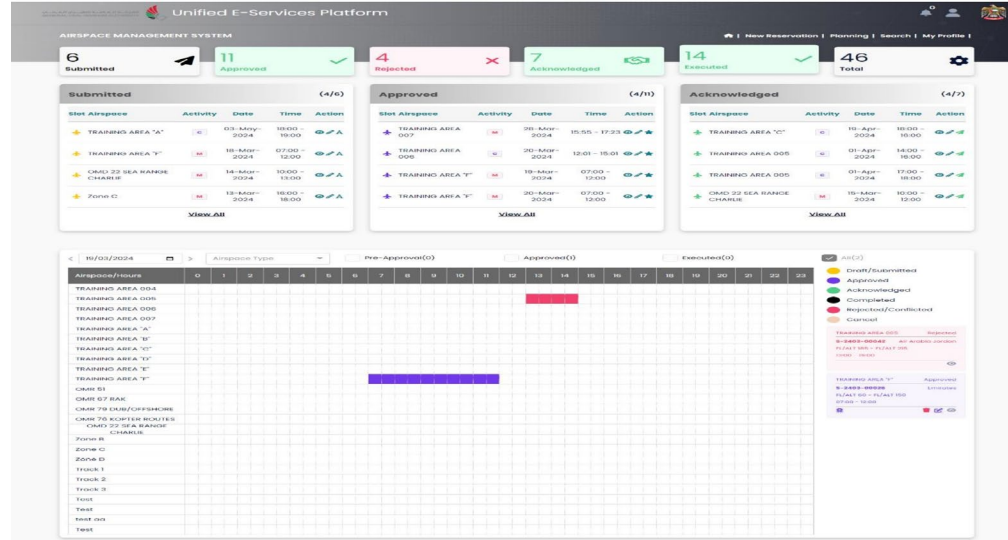 Unified E-Services Platform
AIRSPACE MANAGEMENT SYSTEM
New Reservation | Planning | Search | My Profile |
6
Submitted
11
Approved
4
Rejected
7
Acknowledged
14
Executed
46
Total
Submitted (4/6)
Slot Airspace Activity Date Time Action
TRAINING AREA "A" C 03-May-2024 18:00 - 19:00
TRAINING AREA "F" M 18-Mar-2024 07:00 - 12:00
OMD 22 SEA RANGE CHARLIE M 14-Mar-2024 10:00 - 13:00
Zone C M 13-Mar-2024 16:00 - 18:00
View All
Approved (4/11)
Slot Airspace Activity Date Time Action
TRAINING AREA 007 M 28-Mar-2024 15:55 - 17:23
TRAINING AREA 006 C 20-Mar-2024 12:01 - 15:01
TRAINING AREA "F" M 19-Mar-2024 07:00 - 12:00
TRAINING AREA "F" M 20-Mar-2024 07:00 - 12:00
View All
Acknowledged (4/7)
Slot Airspace Activity Date Time Action
TRAINING AREA "C" C 19-Apr-2024 16:00 - 18:00
TRAINING AREA 005 C 01-Apr-2024 14:00 - 16:00
TRAINING AREA 005 C 01-Apr-2024 17:00 - 18:00
OMD 22 SEA RANGE CHARLIE M 15-Mar-2024 10:00 - 12:00
View All
< 15/03/2024 > Airspace Type Pre-Approval(0) Approved(1) Executed(0) All(2)
Airspace/Hours 0 1 2 3 4 5 6 7 8 9 10 11 12 13 14 15 16 17 18 19 20 21 22 23
TRAINING AREA 004
TRAINING AREA 005
TRAINING AREA 006
TRAINING AREA 007
TRAINING AREA "A"
TRAINING AREA "B"
TRAINING AREA "C"
TRAINING AREA "D"
TRAINING AREA "E"
TRAINING AREA "F"
OMR 51
OMR 67 RAK
OMR 79 DUB/OFFSHORE
OMR 76 KOPTER ROUTES
OMD 22 SEA RANGE
CHARLIE
Zone B
Zone C
Zone D
Track 1
Track 2
Track 3
Test
Test
test aa
Test
Draft/Submitted
Approved
Acknowledged
Completed
Rejected/Conflicted
Cancel
TRAINING AREA 005 Rejected
S-2403-00042 Air Arabia Jordan
TRAINING AREA "F" Approved
07:00 - 12:00